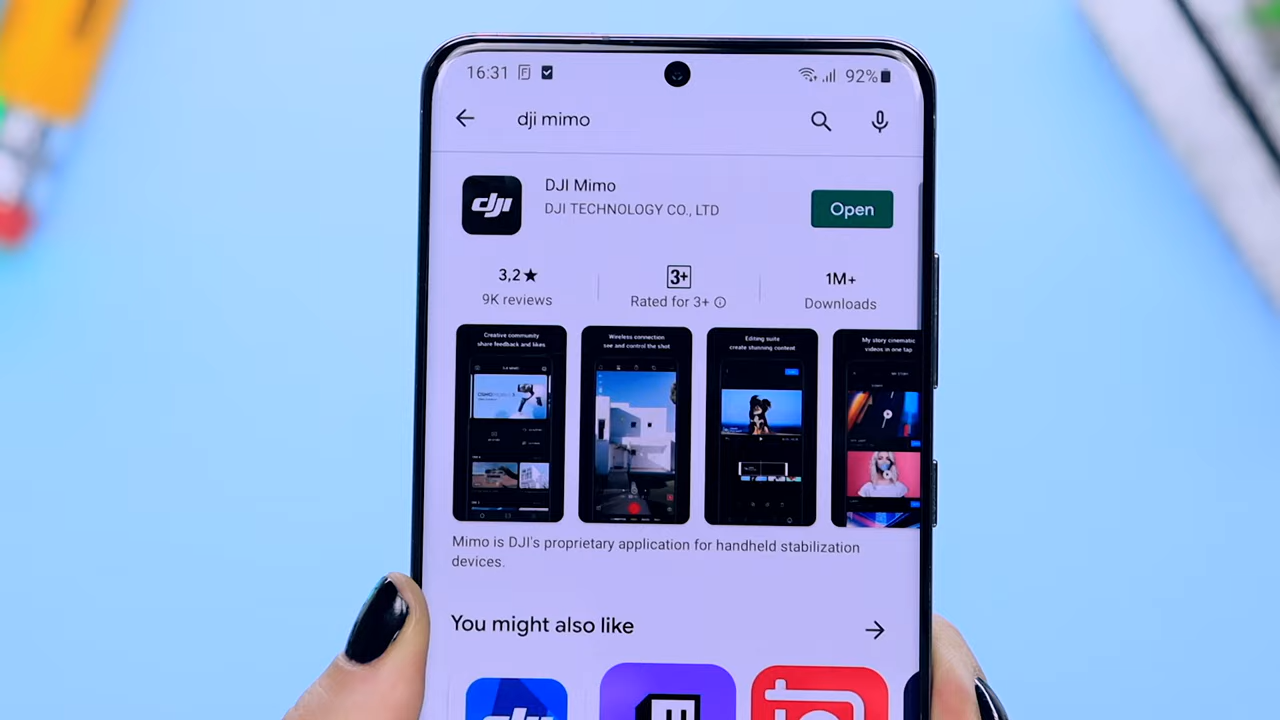 16:31
92%
dji mimo
dji
DJI Mimo
DJI TECHNOLOGY CO., LTD
Open
3,2★
9K reviews
3+
Rated for 3+
1M+
Downloads
Creative community
share feedback and likes
Wireless connection
see and control the shot
Editing suite
create stunning content
My story cinematic
videos in one tap
Mimo is DJI's proprietary application for handheld stabilization
devices.
You might also like
dji